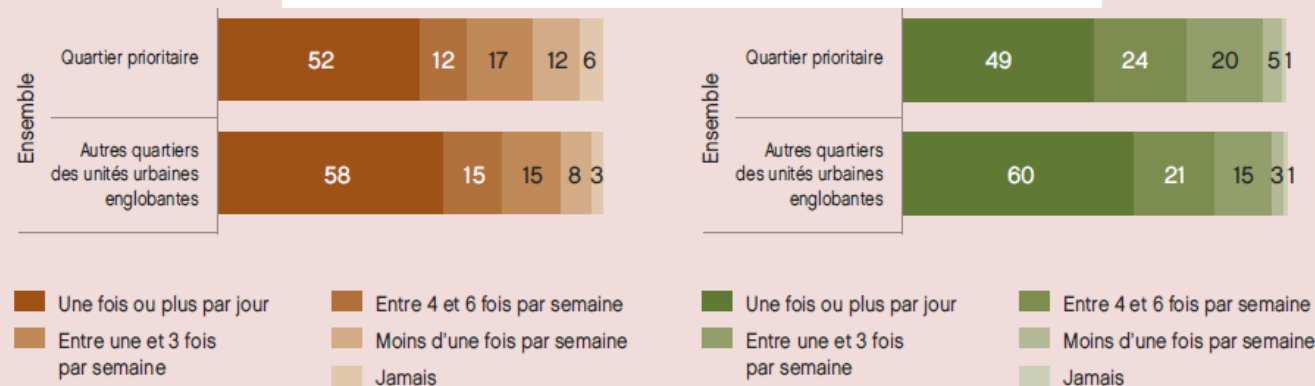 Ensemble
Quartier prioritaire
52 12 17 12 6
Autres quartiers
des unités urbaines
englobantes
58 15 15 8 3
Une fois ou plus par jour
Entre une et 3 fois
par semaine
Entre 4 et 6 fois par semaine
Moins d'une fois par semaine
Jamais
Ensemble
Quartier prioritaire
49 24 20 5 1
Autres quartiers
des unités urbaines
englobantes
60 21 15 3 1
Une fois ou plus par jour
Entre une et 3 fois
par semaine
Entre 4 et 6 fois par semaine
Moins d'une fois par semaine
Jamais